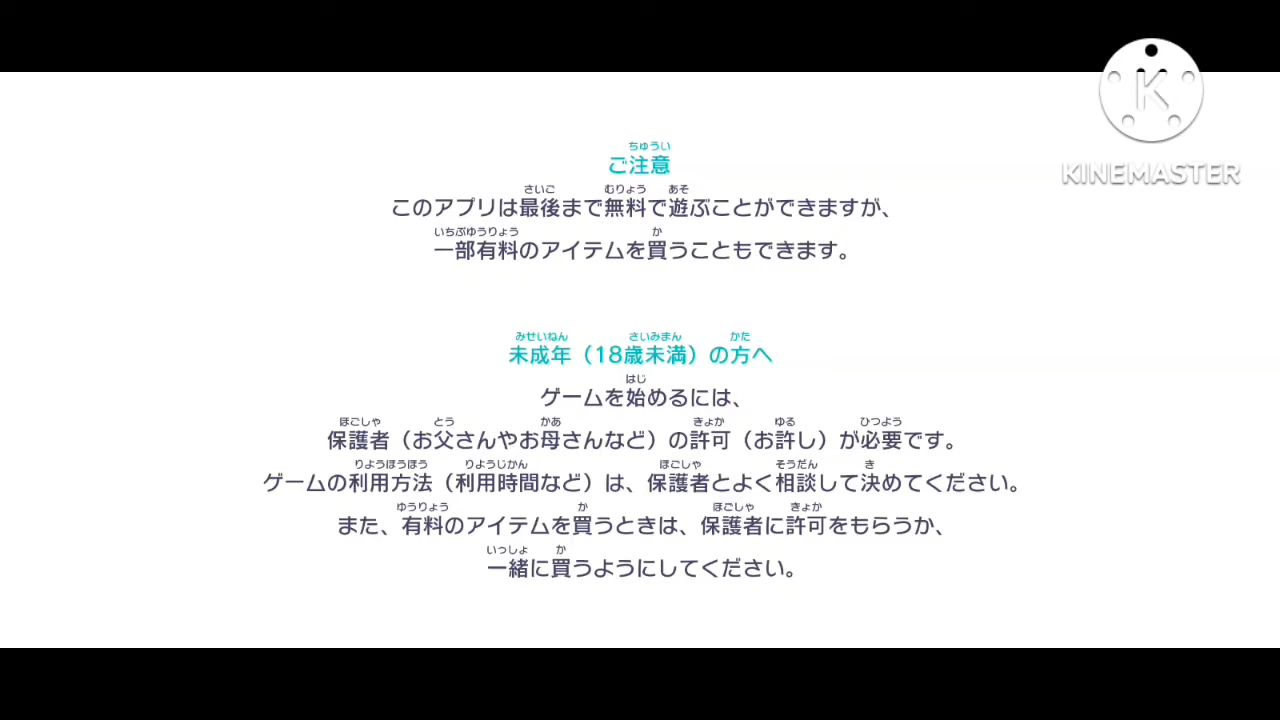 ご注意
このアプリは最後まで無料で遊ぶことができますが、
一部有料のアイテムを買うこともできます。
未成年（18歳未満）の方へ
ゲームを始めるには、
保護者（お父さんやお母さんなど）の許可（お許し）が必要です。
ゲームの利用方法（利用時間など）は、保護者とよく相談して決めてください。
また、有料のアイテムを買うときは、保護者に許可をもらうか、
一緒に買うようにしてください。
K
KINEMASTER